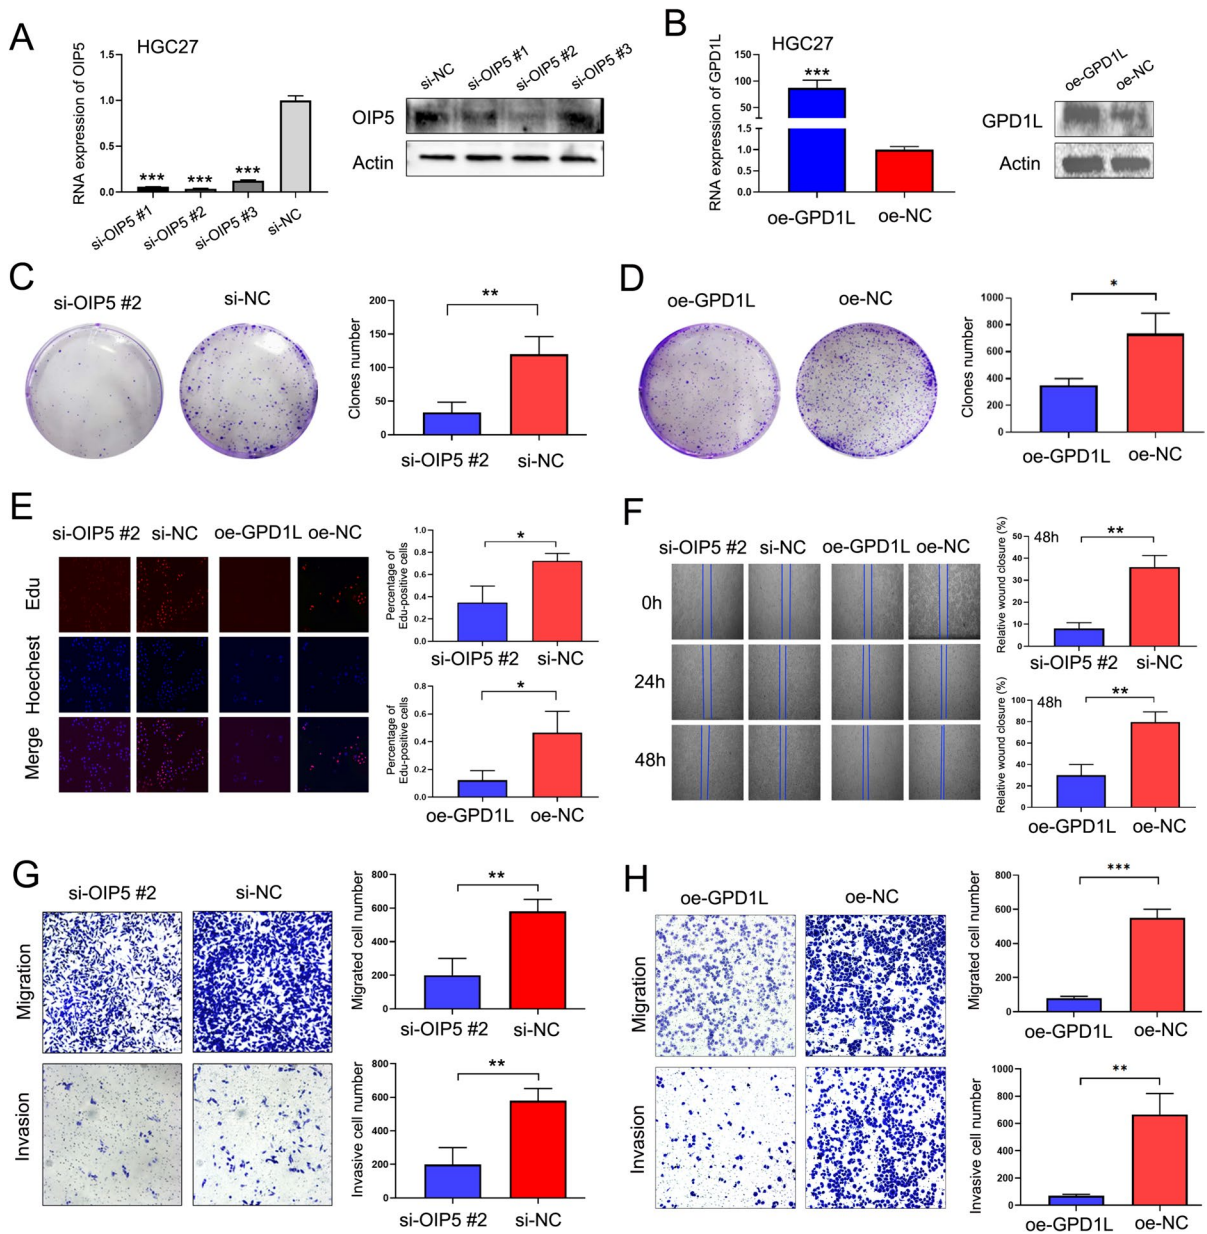 A
HGC27
RNA expression of OIP5
1.5
1.0
0.5
0.0
***
***
***
si-OIP5 #1
si-OIP5 #2
si-OIP5 #3
si-NC
si-NC
si-OIP5 #1
si-OIP5 #2
si-OIP5 #3
OIP5
Actin
B
HGC27
RNA expression of GPD1L
150
100
50
1.5
1.0
0.5
0.0
***
oe-GPD1L
oe-NC
oe-GPD1L
oe-NC
GPD1L
Actin
C
si-OIP5 #2
si-NC
Clones number
200
150
100
50
0
**
si-OIP5 #2
si-NC
D
oe-GPD1L
oe-NC
Clones number
1000
800
600
400
200
0
*
oe-GPD1L
oe-NC
E
si-OIP5 #2
si-NC
oe-GPD1L
oe-NC
Edu
Hoechest
Merge
Percentage of
Edu-positive cells
1.0
0.8
0.6
0.4
0.2
0.0
*
si-OIP5 #2
si-NC
Percentage of
Edu-positive cells
0.8
0.6
0.4
0.2
0.0
*
oe-GPD1L
oe-NC
F
si-OIP5 #2
si-NC
oe-GPD1L
oe-NC
0h
24h
48h
Relative wound closure (%)
50
40
30
20
10
0
48h
**
si-OIP5 #2
si-NC
Relative wound closure (%)
100
80
60
40
20
0
48h
**
oe-GPD1L
oe-NC
G
si-OIP5 #2
si-NC
Migration
Invasion
Migrated cell number
800
600
400
200
0
**
si-OIP5 #2
si-NC
Invasive cell number
800
600
400
200
0
**
si-OIP5 #2
si-NC
H
oe-GPD1L
oe-NC
Migration
Invasion
Migrated cell number
800
600
400
200
0
***
oe-GPD1L
oe-NC
Invasive cell number
1000
800
600
400
200
0
**
oe-GPD1L
oe-NC